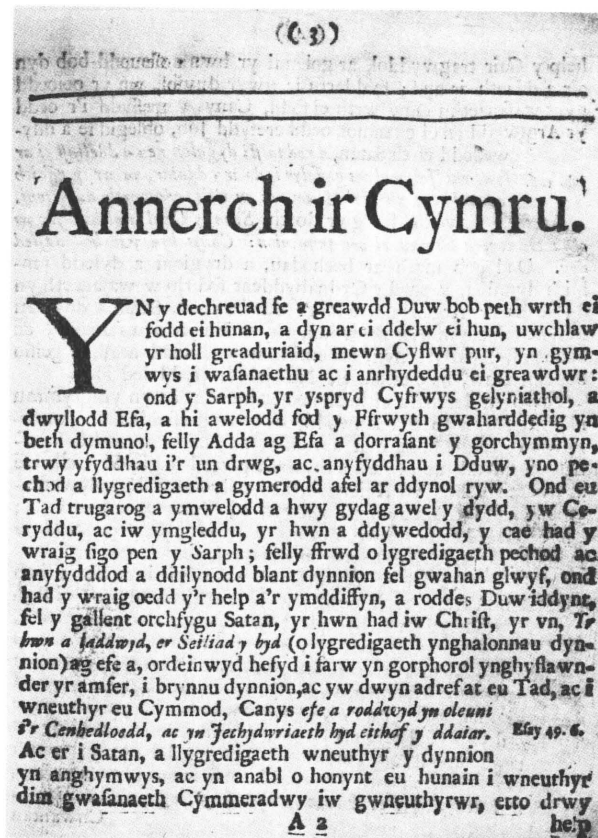 ( 3 )
Annerch ir Cymru.
YN y dechreuad fe a greawdd Duw bob peth wrth ei
fodd ei hunan, a dyn ar ei ddelw ei hun, uwchlaw
yr holl greaduriaid, mewn Cyflwr pur, yn gym-
wys i wasanaethu ac i anrhydeddu ei greawdwr:
ond y Sarph, yr yspryd Cyfrwys gelyniathol, a
dwyllodd Efa, a hi awelodd fod y Ffrwyth gwaharddedig yn
beth dymunol, felly Adda ag Efa a dorrasant y gorchymmyn,
trwy yfyddhau i'r un drwg, ac anyfyddhau i Dduw, yno pe-
chod a llygredigaeth a gymerodd afel ar ddynol ryw. Ond eu
Tad trugarog a ymwelodd a hwy gydag awel y dydd, yw Ce-
ryddu, ac iw ymgleddu, yr hwn a ddywedodd, y cae had y
wraig sigo pen y Sarph; felly ffrwd o lygredigaeth pechod ac
anyfydddod a ddilynodd blant dynnion fel gwahan glwyf, ond
had y wraig oedd y'r help a'r ymddiffyn, a roddes Duw iddynt,
fel y gallent orchfygu Satan, yr hwn had iw Christ, yr vn, Yr
hwn a laddwyd, er Seiliad y byd (o lygredigaeth ynghalonnau dyn-
nion) ag efe a, ordeinwyd hefyd i farw yn gorphorol ynghyflawn-
der yr amser, i brynnu dynnion, ac yw dwyn adref at eu Tad, ac i
wneuthyr eu Cymmod, Canys efe a roddwyd yn oleuni
i'r Cenhedloedd, ac yn Jechydwriaeth hyd eithaf y ddaiar. Esay 49. 6.
Ac er i Satan, a llygredigaeth wneuthyr y dynnion
yn anghymwys, ac yn anabl o honynt eu hunain i wneuthyr
dim gwasanaeth Cymmeradwy iw gwneuthyrwr, etto drwy
A 2 help